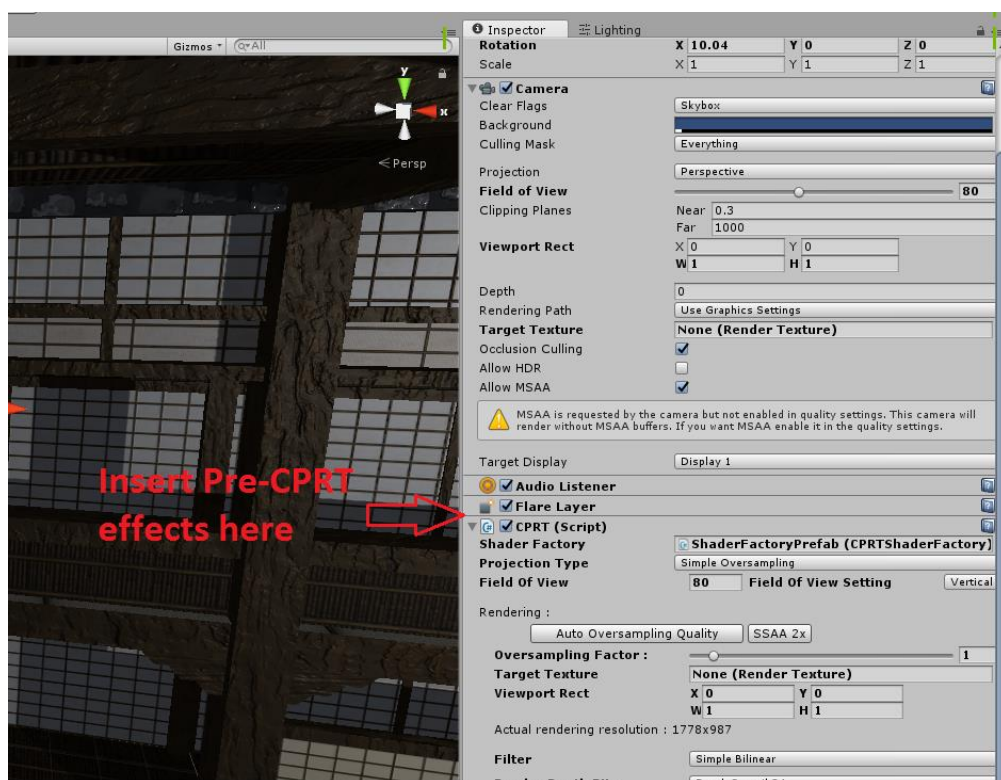 Inspector Lighting
Gizmos All
Rotation X 10.04 Y 0 Z 0
Scale X 1 Y 1 Z 1
Camera
Clear Flags Skybox
Background
Culling Mask Everything
Projection Perspective
Field of View 80
Clipping Planes Near 0.3
Far 1000
Viewport Rect X 0 Y 0
W 1 H 1
Depth 0
Rendering Path Use Graphics Settings
Target Texture None (Render Texture)
Occlusion Culling
Allow HDR
Allow MSAA
MSAA is requested by the camera but not enabled in quality settings. This camera will
render without MSAA buffers. If you want MSAA enable it in the quality settings.
Target Display Display 1
Audio Listener
Flare Layer
CPRT (Script)
Shader Factory ShaderFactoryPrefab (CPRTShaderFactory)
Projection Type Simple Oversampling
Field Of View 80 Field Of View Setting Vertical
Rendering :
Auto Oversampling Quality SSAA 2x
Oversampling Factor : 1
Target Texture None (Render Texture)
Viewport Rect X 0 Y 0
W 1 H 1
Actual rendering resolution : 1778x987
Filter Simple Bilinear
y
x
Persp
Insert Pre-CPRT
effects here